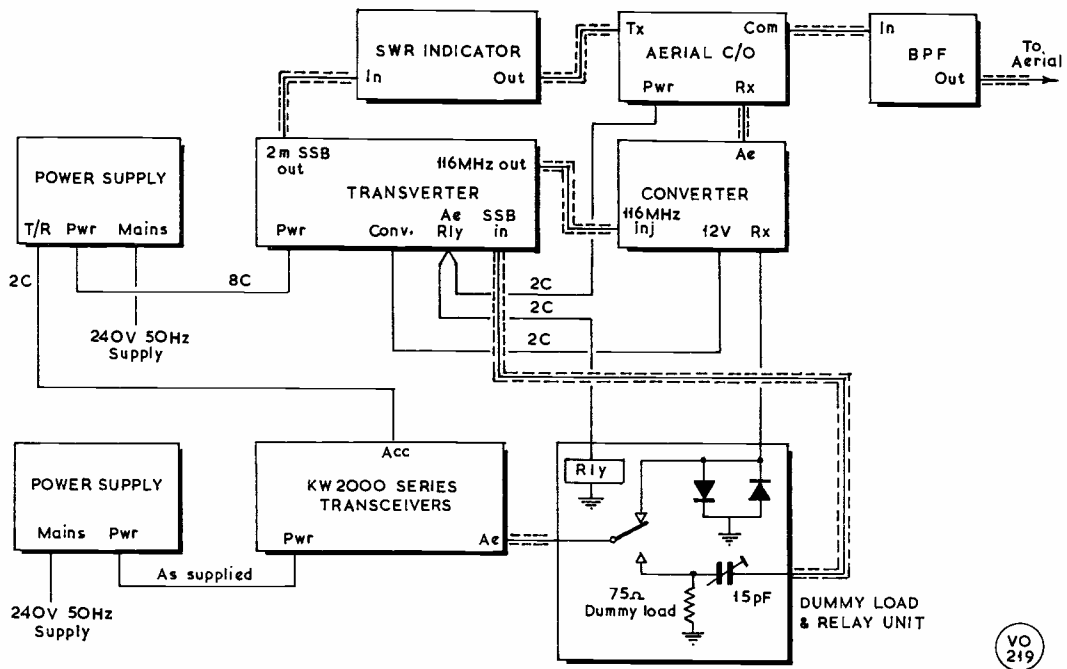 SWR INDICATOR
In
Out
Tx
Com
AERIAL C/O
Pwr
Rx
In
BPF
Out
To
Aerial
POWER SUPPLY
T/R
Pwr
Mains
2m SSB
out
116MHz out
TRANSVERTER
Pwr
Conv.
Ae
Rly
SSB
in
Ae
CONVERTER
116MHz
inj
12V
Rx
2C
8C
2C
2C
2C
240V 50Hz
Supply
POWER SUPPLY
Mains
Pwr
Acc
KW2000 SERIES
TRANSCEIVERS
Pwr
Ae
Rly
As supplied
240V 50Hz
Supply
75Ω
Dummy load
15pF
DUMMY LOAD
& RELAY UNIT
VO
219